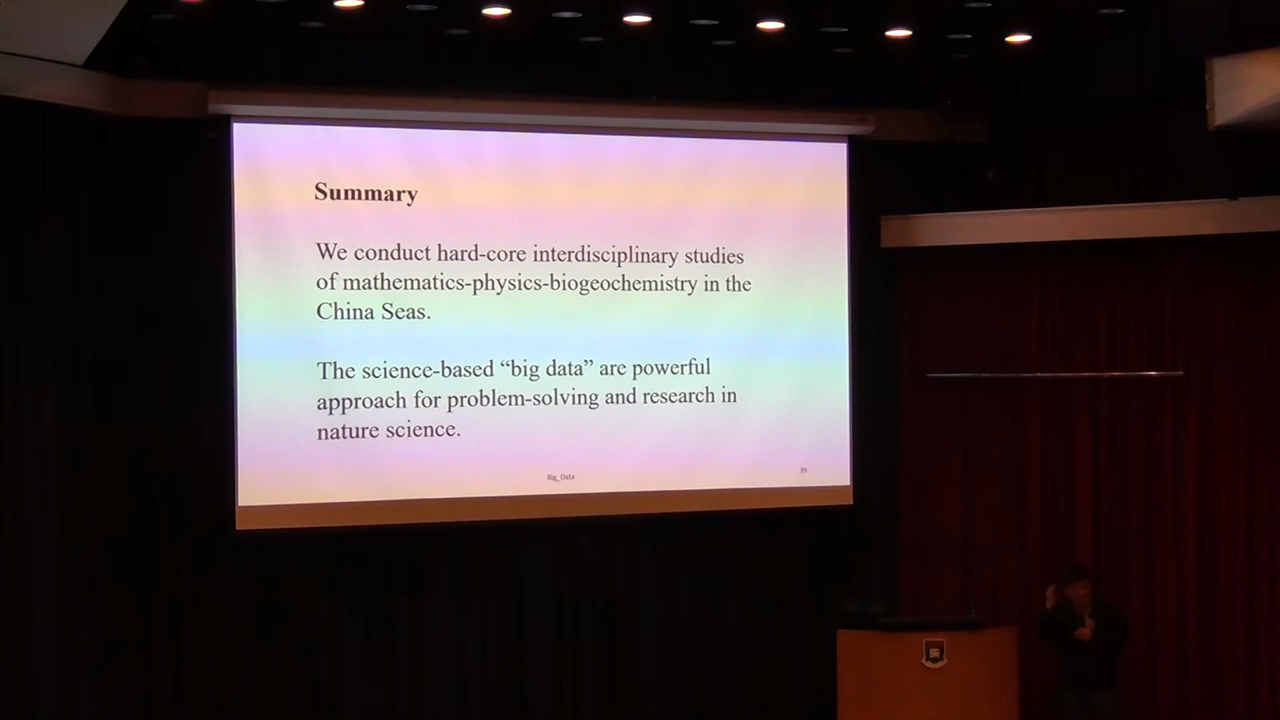 Summary
We conduct hard-core interdisciplinary studies
of mathematics-physics-biogeochemistry in the
China Seas.
The science-based “big data” are powerful
approach for problem-solving and research in
nature science.
Big_Data
39